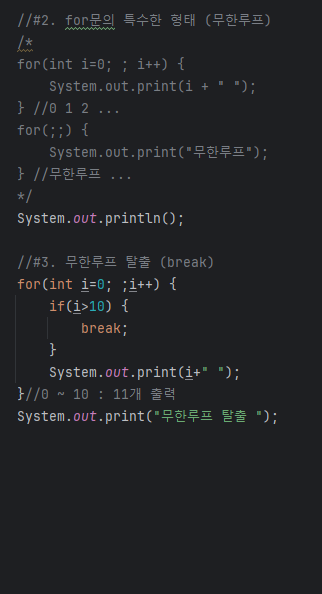 //#2. for문의 특수한 형태 (무한루프)
/*
for(int i=0; ; i++) {
    System.out.print(i + " ");
} //0 1 2 ...
for(;;) {
    System.out.print("무한루프");
} //무한루프 ...
*/
System.out.println();
//#3. 무한루프 탈출 (break)
for(int i=0; ;i++) {
    if(i>10) {
        break;
    }
    System.out.print(i+" ");
}//0 ~ 10 : 11개 출력
System.out.print("무한루프 탈출 ");